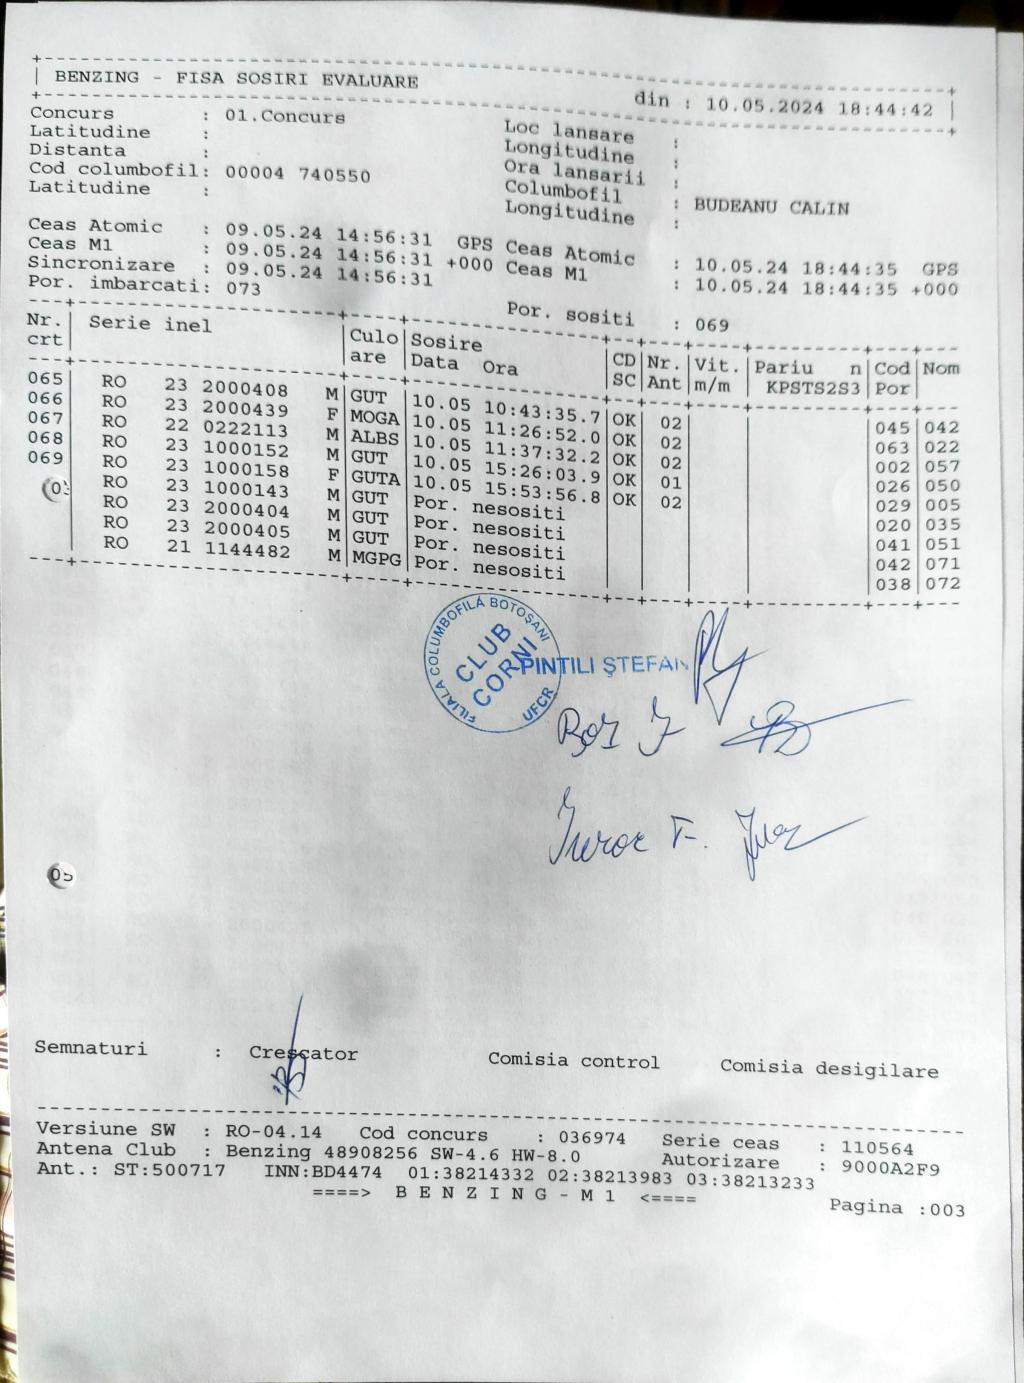 BENZING - FISA SOSIRI EVALUARE din : 10.05.2024 18:44:42
Concurs : 01.Concurs Loc lansare :
Latitudine : Longitudine :
Distanta : Ora lansarii :
Cod columbofil: 00004 740550 Columbofil : BUDEANU CALIN
Latitudine : Longitudine :
Ceas Atomic : 09.05.24 14:56:31 GPS Ceas Atomic : 10.05.24 18:44:35 GPS
Ceas M1 : 09.05.24 14:56:31 +000 Ceas M1 : 10.05.24 18:44:35 +000
Sincronizare : 09.05.24 14:56:31
Por. imbarcati: 073 Por. sositi : 069
Nr. Serie inel Culo Sosire CD Nr. Vit. Pariu n Cod Nom
crt are Data Ora SC Ant m/m KPSTS2S3 Por
065 RO 23 2000408 M GUT 10.05 10:43:35.7 OK 02 045 042
066 RO 23 2000439 F MOGA 10.05 11:26:52.0 OK 02 063 022
067 RO 22 0222113 M ALBS 10.05 11:37:32.2 OK 02 002 057
068 RO 23 1000152 M GUT 10.05 15:26:03.9 OK 01 026 050
069 RO 23 1000158 F GUTA 10.05 15:53:56.8 OK 02 029 005
RO 23 1000143 M GUT Por. nesositi 020 035
RO 23 2000404 M GUT Por. nesositi 041 051
RO 23 2000405 M GUT Por. nesositi 042 071
RO 21 1144482 M MGPG Por. nesositi 038 072
FILIALA COLUMBOFILĂ BOTOŞANI
CLUB
CORNI
UFCR
PINTILI ŞTEFAN
Semnaturi : Crescator Comisia control Comisia desigilare
Versiune SW : RO-04.14 Cod concurs : 036974 Serie ceas : 110564
Antena Club : Benzing 48908256 SW-4.6 HW-8.0 Autorizare : 9000A2F9
Ant.: ST:500717 INN:BD4474 01:38214332 02:38213983 03:38213233
====> B E N Z I N G - M 1 <==== Pagina :003